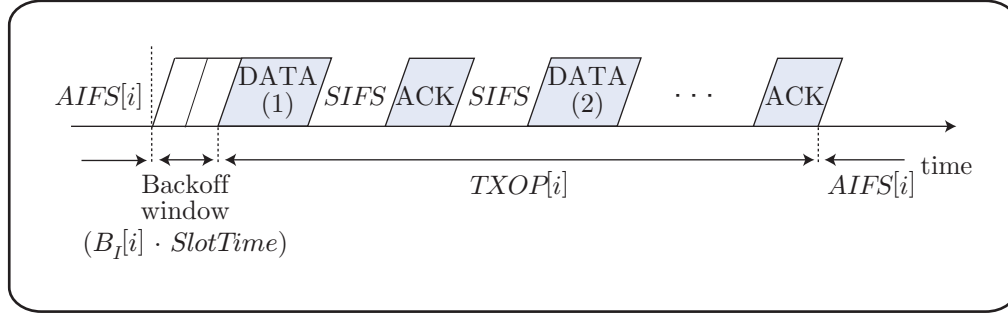 AIFS[i]
DATA
(1)
SIFS
ACK
SIFS
DATA
(2)
. . .
ACK
time
Backoff
window
(B_I[i] · SlotTime)
TXOP[i]
AIFS[i]